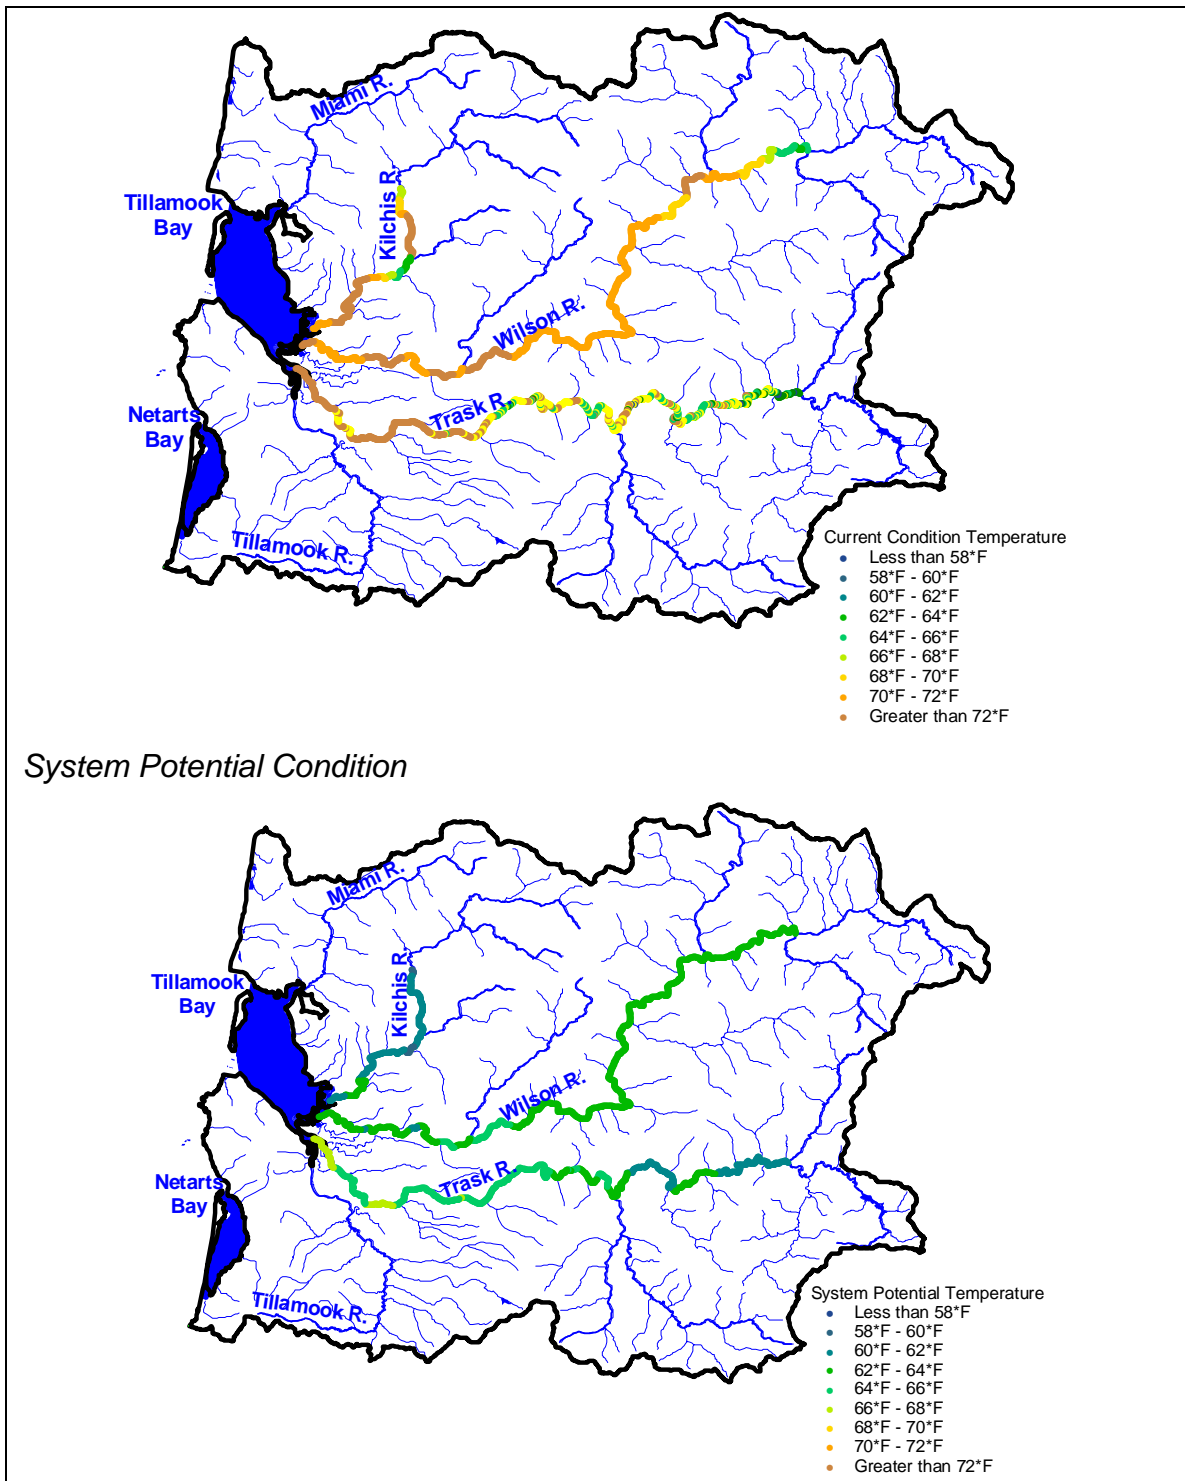 Miami R.
Tillamook
Bay
Kilchis R.
Wilson R.
Netarts
Bay
Trask R.
Tillamook R.
Current Condition Temperature
Less than 58*F
58*F - 60*F
60*F - 62*F
62*F - 64*F
64*F - 66*F
66*F - 68*F
68*F - 70*F
70*F - 72*F
Greater than 72*F
System Potential Condition
Miami R.
Tillamook
Bay
Kilchis R.
Wilson R.
Netarts
Bay
Trask R.
Tillamook R.
System Potential Temperature
Less than 58*F
58*F - 60*F
60*F - 62*F
62*F - 64*F
64*F - 66*F
66*F - 68*F
68*F - 70*F
70*F - 72*F
Greater than 72*F